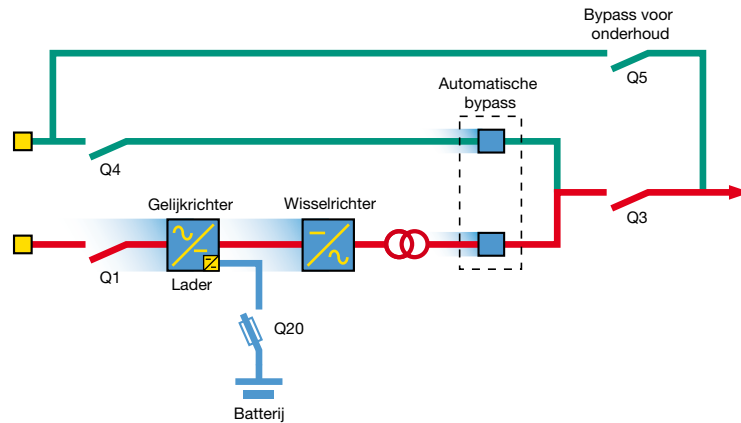 Bypass voor
onderhoud
Q5
Automatische
bypass
Q4
Gelijkrichter
Wisselrichter
Q3
Q1
Lader
Q20
Batterij